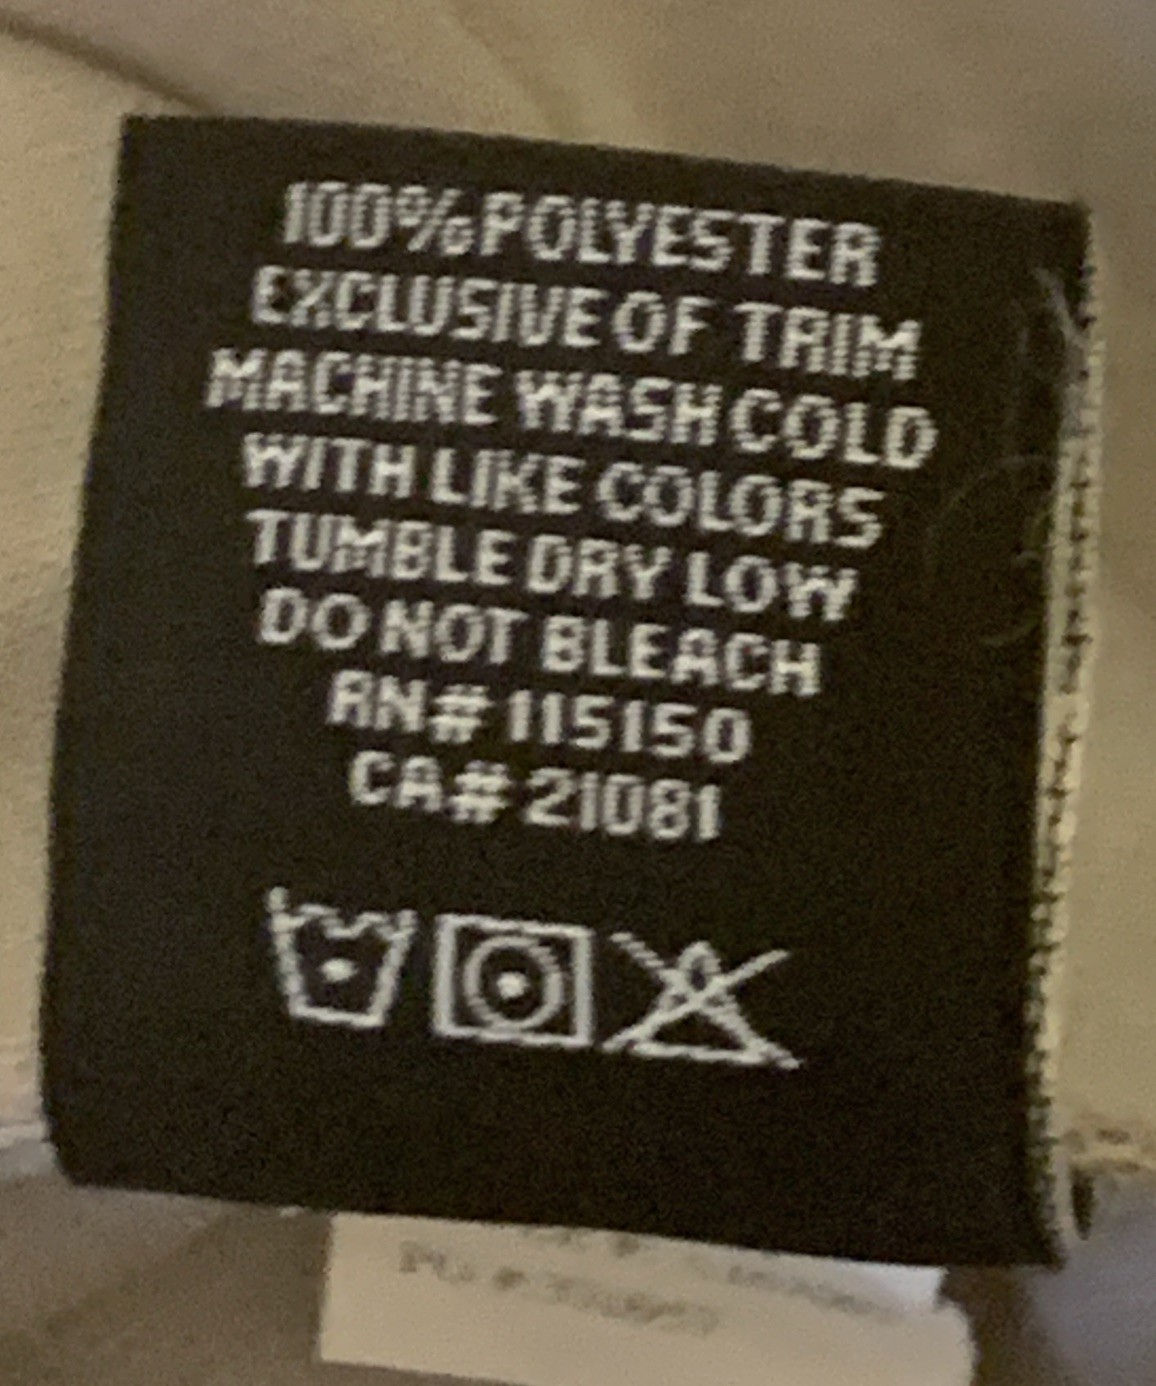 100% POLYESTER
EXCLUSIVE OF TRIM
MACHINE WASH COLD
WITH LIKE COLORS
TUMBLE DRY LOW
DO NOT BLEACH
RN# 115150
CA# 21081